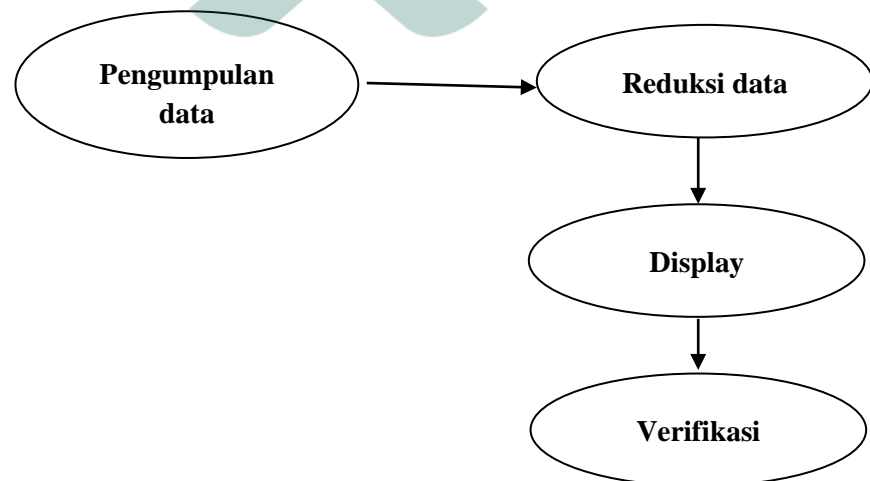 Pengumpulan
data
Reduksi data
Display
Verifikasi